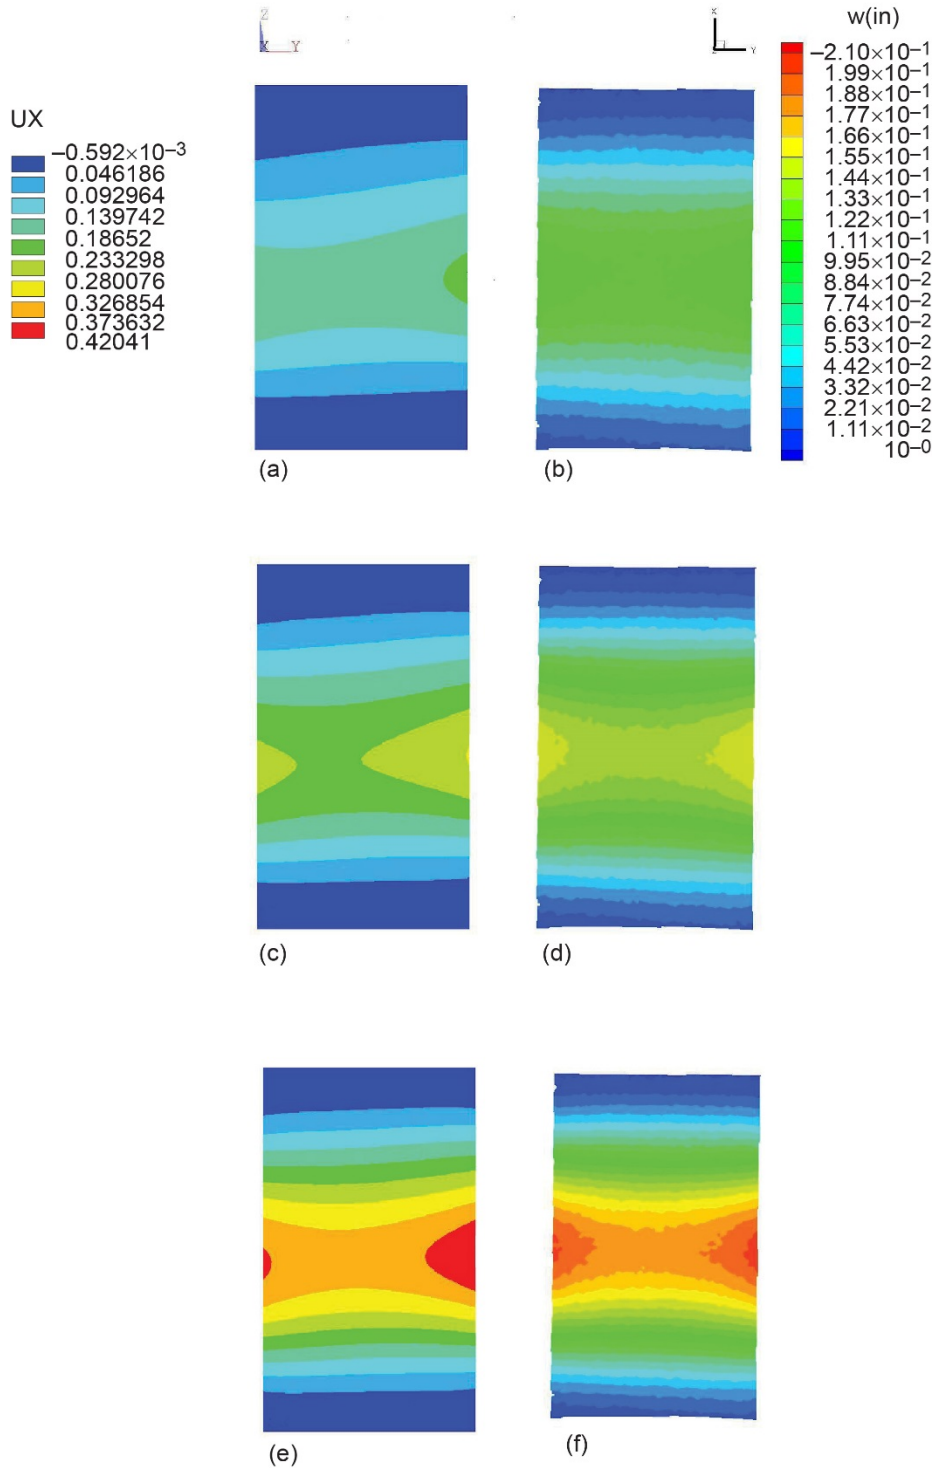 Z
X Y
X
Z Y
w(in)
–2.10×10–1
1.99×10–1
1.88×10–1
1.77×10–1
1.66×10–1
1.55×10–1
1.44×10–1
1.33×10–1
1.22×10–1
1.11×10–1
9.95×10–2
8.84×10–2
7.74×10–2
6.63×10–2
5.53×10–2
4.42×10–2
3.32×10–2
2.21×10–2
1.11×10–2
10–0
UX
–0.592×10–3
0.046186
0.092964
0.139742
0.18652
0.233298
0.280076
0.326854
0.373632
0.42041
(a)
(b)
(c)
(d)
(e)
(f)